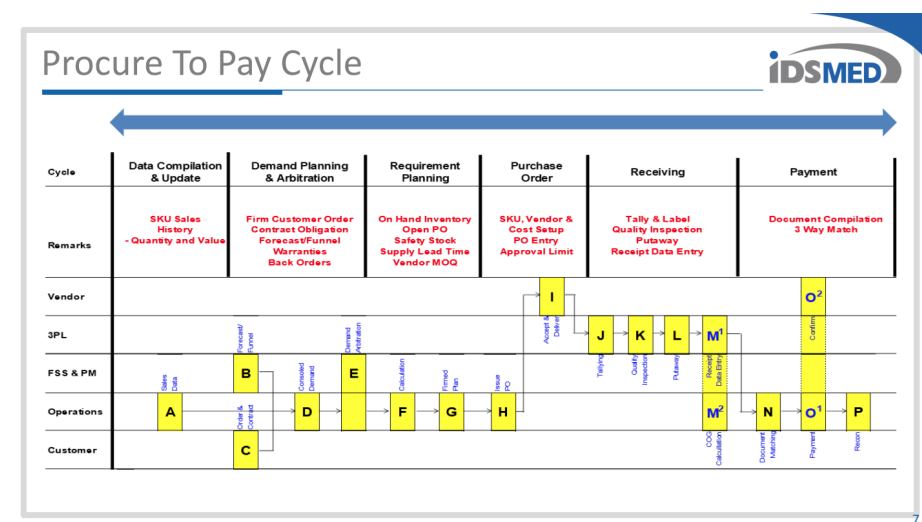 Procure To Pay Cycle
iDSMED
Cycle
Data Compilation
& Update
Demand Planning
& Arbitration
Requirement
Planning
Purchase
Order
Receiving
Payment
Remarks
SKU Sales
History
- Quantity and Value
Firm Customer Order
Contract Obligation
Forecast/Funnel
Warranties
Back Orders
On Hand Inventory
Open PO
Safety Stock
Supply Lead Time
Vendor MOQ
SKU, Vendor &
Cost Setup
PO Entry
Approval Limit
Tally & Label
Quality Inspection
Putaway
Receipt Data Entry
Document Compilation
3 Way Match
Vendor
I
O²
3PL
Forecast/
Funnel
Demand
Arbitration
Accept &
Deliver
J
K
L
M¹
Confirm
FSS & PM
Sales
Data
B
Consoled
Demand
E
Calculation
Firmed
Plan
Issue
PO
Tallying
Quality
Inspection
Putaway
Receipt
Data Entry
Operations
A
Order &
Contract
D
F
G
H
M²
N
O¹
P
Customer
C
COG
Calcultation
Document
Matching
Payment
Recon
7